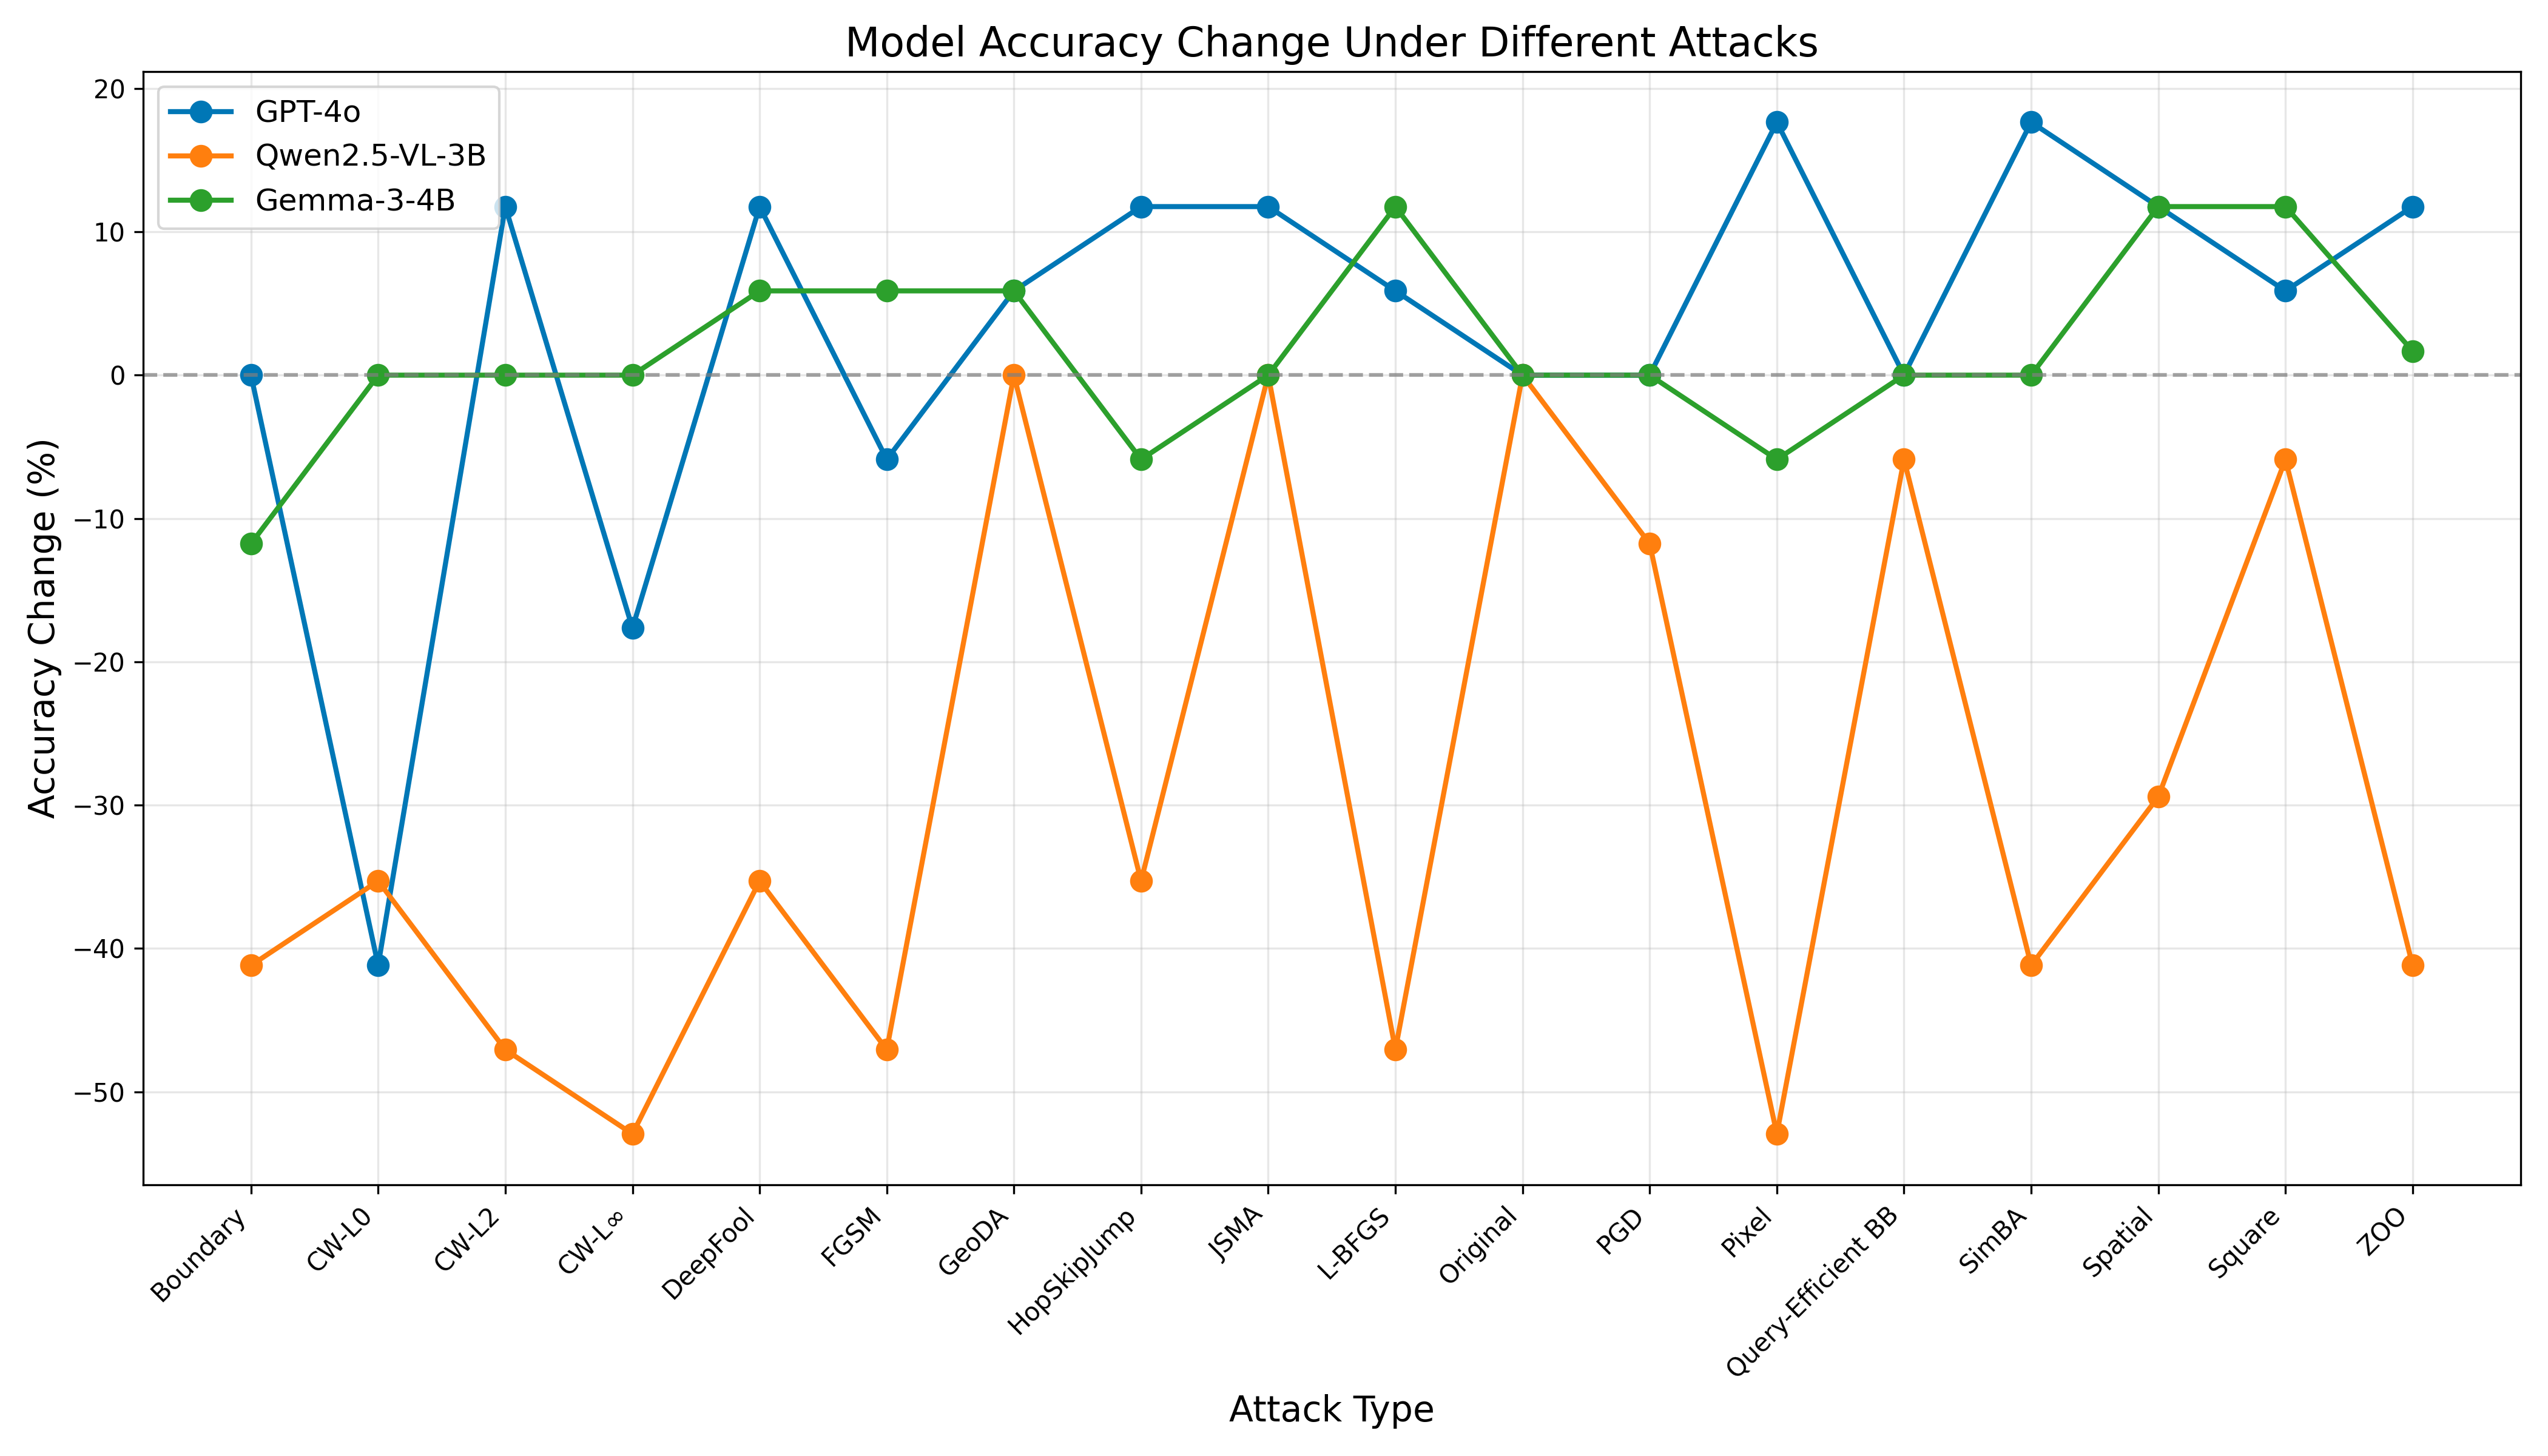 Model Accuracy Change Under Different Attacks
GPT-4o
Qwen2.5-VL-3B
Gemma-3-4B
Accuracy Change (%)
20
10
0
−10
−20
−30
−40
−50
Boundary
CW-L0
CW-L2
CW-L∞
DeepFool
FGSM
GeoDA
HopSkipJump
JSMA
L-BFGS
Original
PGD
Pixel
Query-Efficient BB
SimBA
Spatial
Square
ZOO
Attack Type